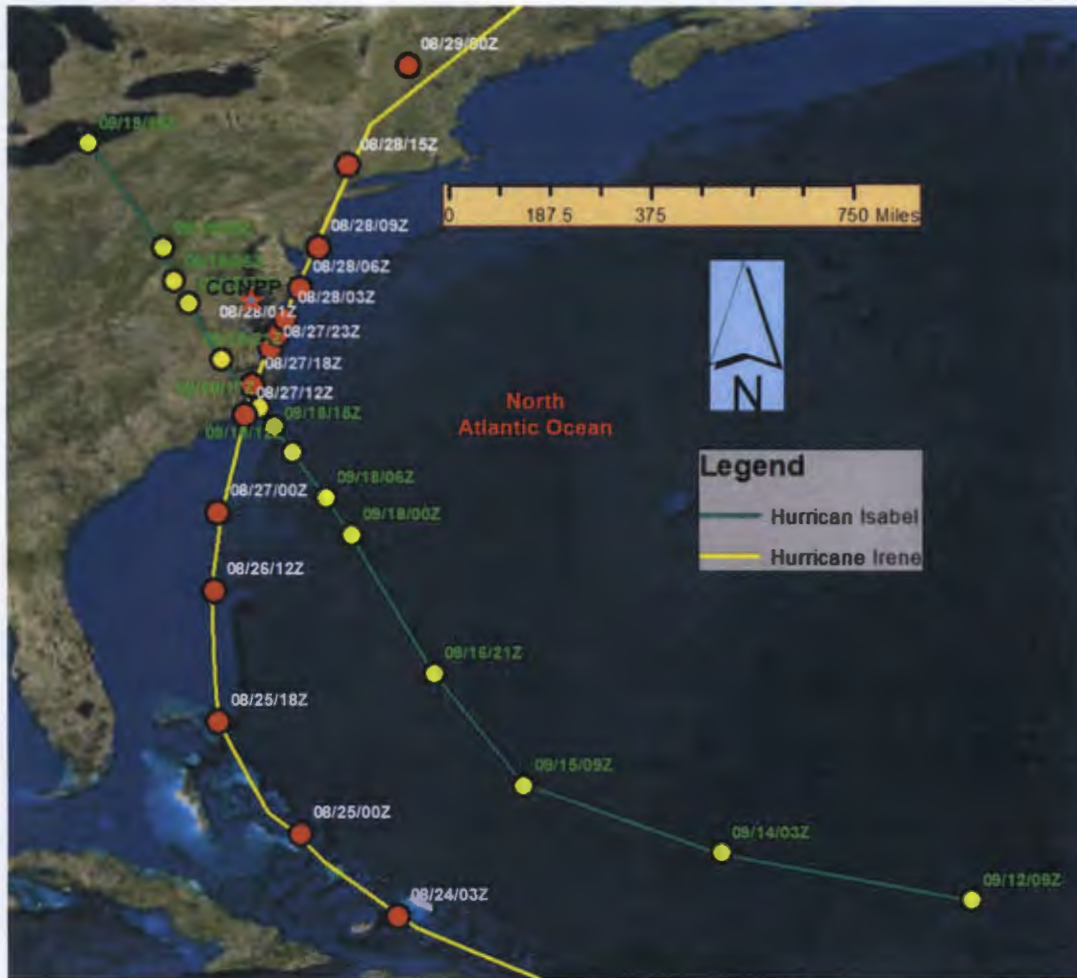 08/29/00Z
08/28/15Z
0 187.5 375 750 Miles
08/28/09Z
08/28/06Z
CCNPP
08/28/03Z
08/28/01Z
08/27/23Z
08/27/18Z
08/27/12Z
09/18/18Z
North
Atlantic Ocean
N
09/18/12Z
09/18/06Z
08/27/00Z
09/18/00Z
Legend
Hurrican Isabel
Hurricane Irene
08/26/12Z
09/16/21Z
08/25/18Z
09/15/09Z
08/25/00Z
09/14/03Z
09/12/09Z
08/24/03Z